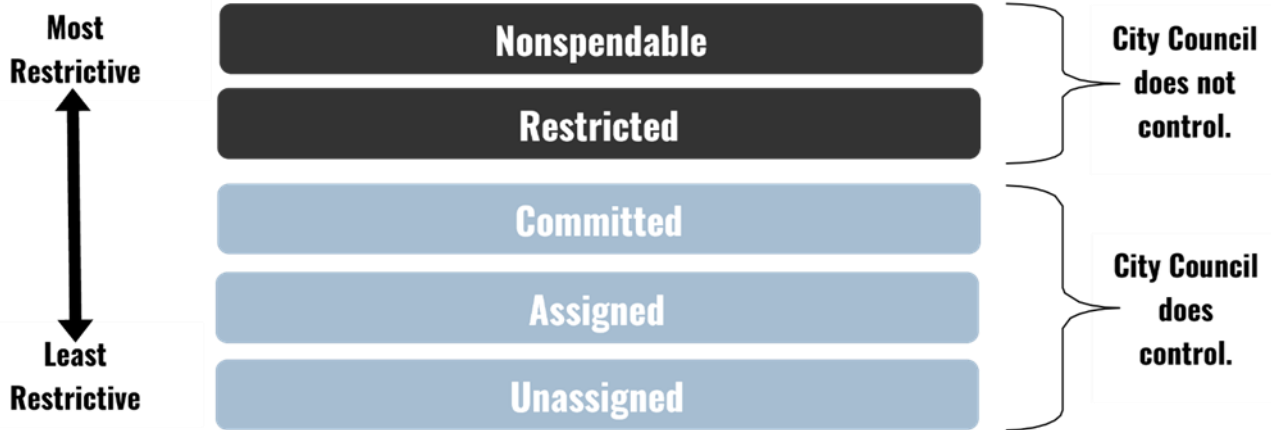 Most
Restrictive
Least
Restrictive
Nonspendable
Restricted
Committed
Assigned
Unassigned
City Council
does not
control.
City Council
does
control.